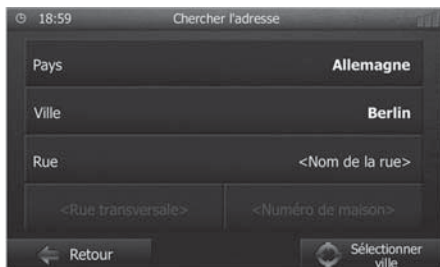 18:59 Chercher l'adresse
Pays Allemagne
Ville Berlin
Rue <Nom de la rue>
<Rue transversale> <Numéro de maison>
Retour Sélectionner
ville